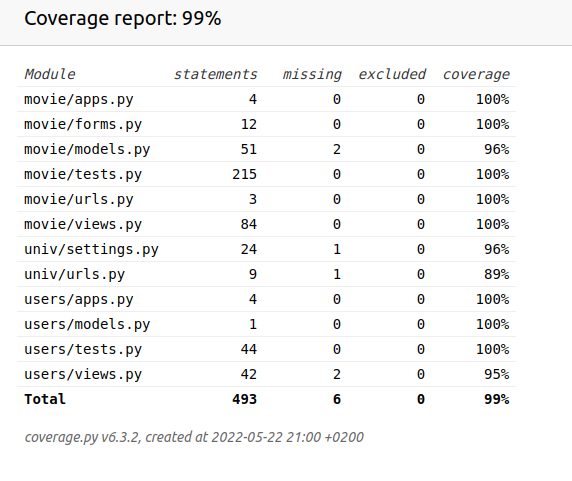 Coverage report: 99%
Module statements missing excluded coverage
movie/apps.py 4 0 0 100%
movie/forms.py 12 0 0 100%
movie/models.py 51 2 0 96%
movie/tests.py 215 0 0 100%
movie/urls.py 3 0 0 100%
movie/views.py 84 0 0 100%
univ/settings.py 24 1 0 96%
univ/urls.py 9 1 0 89%
users/apps.py 4 0 0 100%
users/models.py 1 0 0 100%
users/tests.py 44 0 0 100%
users/views.py 42 2 0 95%
Total 493 6 0 99%
coverage.py v6.3.2, created at 2022-05-22 21:00 +0200